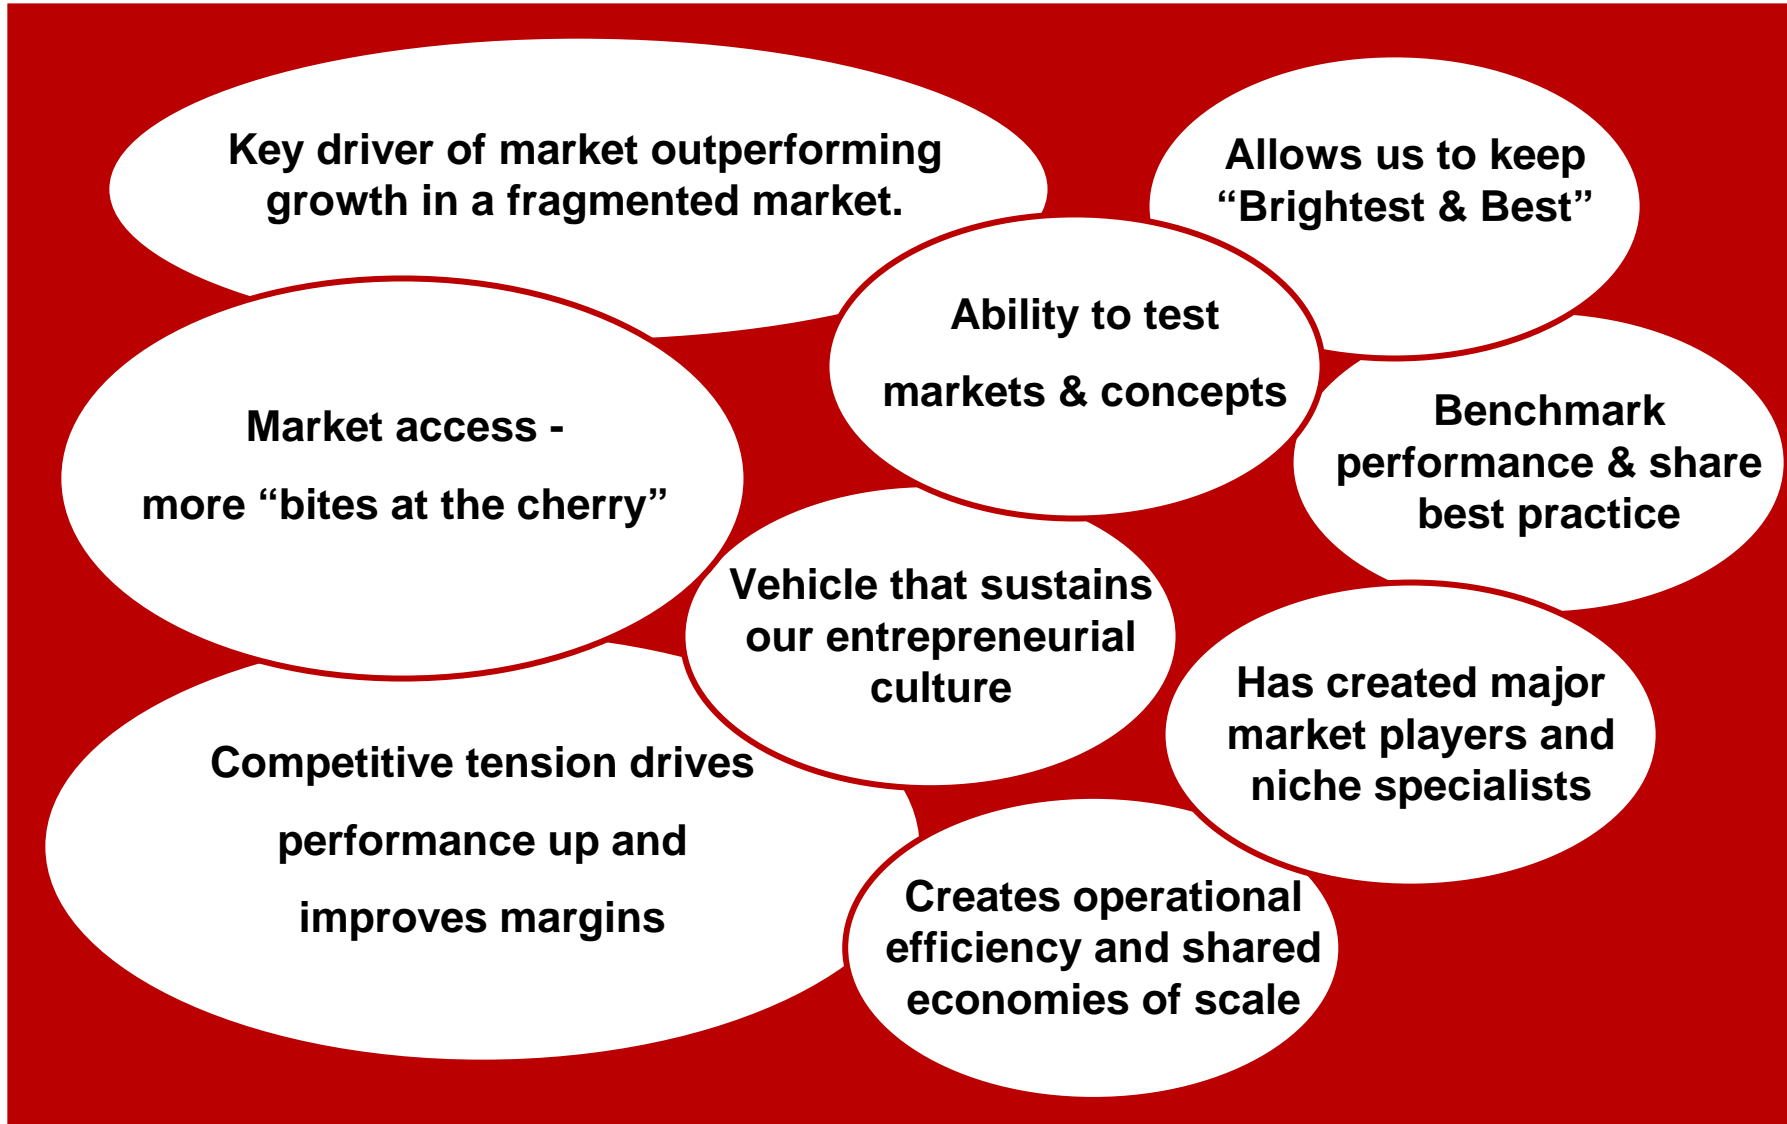 Key driver of market outperforming
growth in a fragmented market.
Allows us to keep
“Brightest & Best”
Ability to test
markets & concepts
Market access -
more “bites at the cherry”
Benchmark
performance & share
best practice
Vehicle that sustains
our entrepreneurial
culture
Has created major
market players and
niche specialists
Competitive tension drives
performance up and
improves margins
Creates operational
efficiency and shared
economies of scale